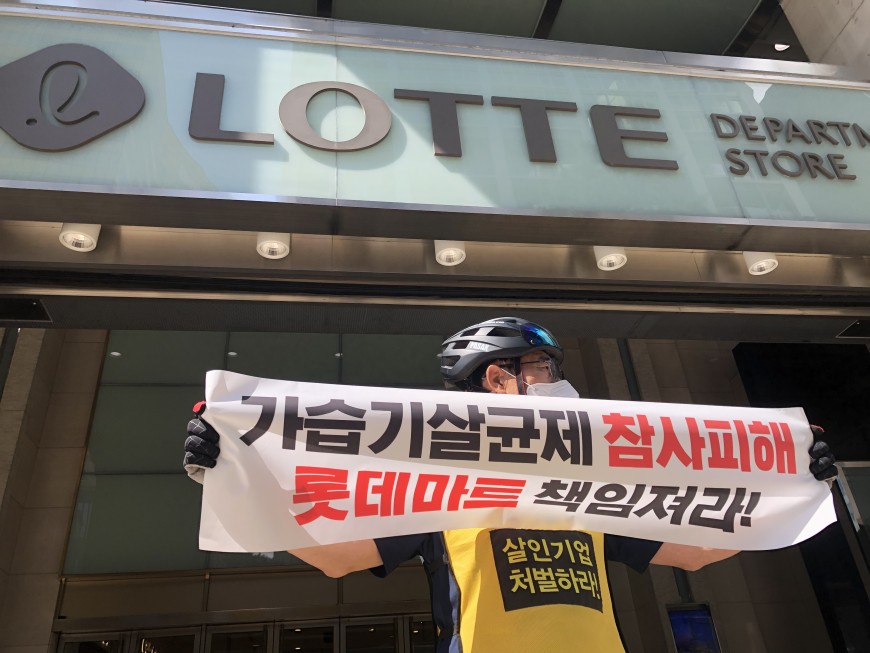 LOTTE
DEPARTM
STORE
가습기살균제 참사피해
롯데마트 책임져라!
살인기업
처벌하라!